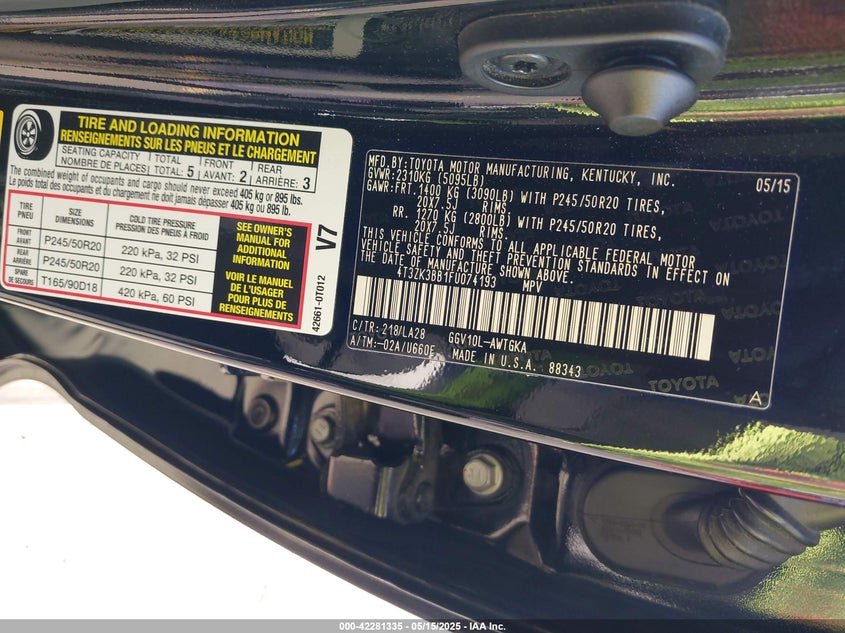 TIRE AND LOADING INFORMATION
RENSEIGNEMENTS SUR LES PNEUS ET LE CHARGEMENT
SEATING CAPACITY TOTAL 5 FRONT 2 REAR 3
NOMBRE DE PLACES: TOTAL: AVANT: ARRIÈRE:
The combined weight of occupants and cargo should never exceed 405 kg or 895 lbs.
Le poids total des occupants et du chargement ne doit jamais dépasser 405 kg ou 895 lb.
TIRE PNEU SIZE DIMENSIONS COLD TIRE PRESSURE PRESSION DES PNEUS À FROID
FRONT AVANT P245/50R20 220 kPa, 32 PSI
REAR ARRIÈRE P245/50R20 220 kPa, 32 PSI
SPARE DE SECOURS T165/90D18 420 kPa, 60 PSI
SEE OWNER'S
MANUAL FOR
ADDITIONAL
INFORMATION
VOIR LE MANUEL
DE L'USAGER
POUR PLUS DE
RENSEIGNEMENTS
V7
42661-0T012
MFD.BY:TOYOTA MOTOR MANUFACTURING, KENTUCKY, INC. 05/15
GVWR:2310KG (5095LB)
GAWR:FRT.1400 KG (3090LB) WITH P245/50R20 TIRES,
20X7.5J RIMS
RR. 1270 KG (2800LB) WITH P245/50R20 TIRES,
20X7.5J RIMS.
THIS VEHICLE CONFORMS TO ALL APPLICABLE FEDERAL MOTOR
VEHICLE SAFETY AND THEFT PREVENTION STANDARDS IN EFFECT ON
THE DATE OF MANUFACTURE SHOWN ABOVE.
4T3ZK3BB1FU074193 MPV
C/TR:218/LA28 GGV10L-AWTGKA
A/TM:-02A/U660E MADE IN U.S.A. 88343
TOYOTA
A
000-42281335 - 05/15/2025 - IAA Inc.